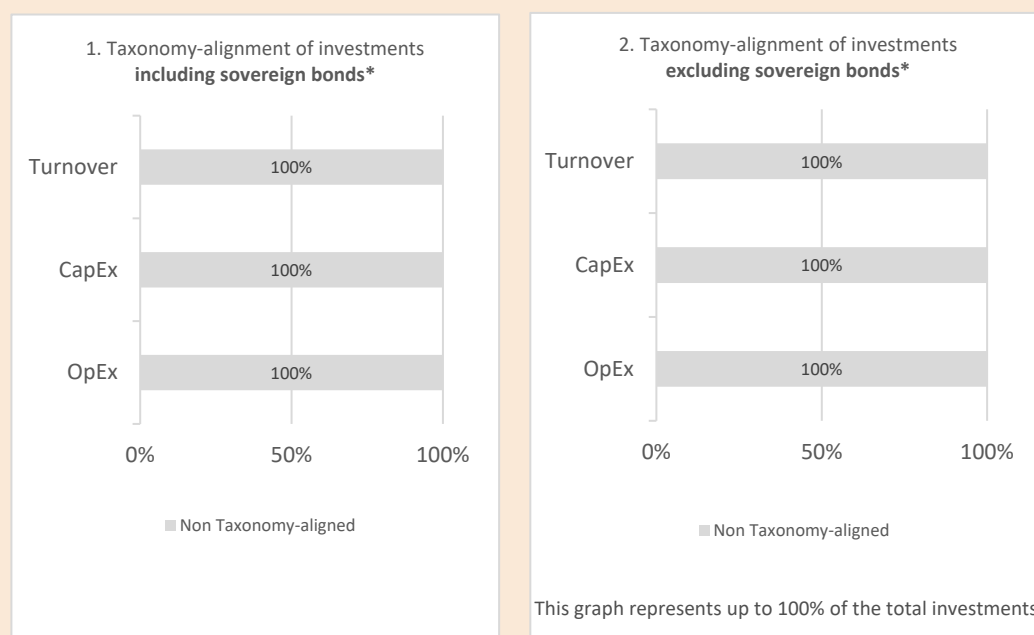 1. Taxonomy-alignment of investments
including sovereign bonds*
Turnover
100%
CapEx
100%
OpEx
100%
0%
50%
100%
Non Taxonomy-aligned
2. Taxonomy-alignment of investments
excluding sovereign bonds*
Turnover
100%
CapEx
100%
OpEx
100%
0%
50%
100%
Non Taxonomy-aligned
This graph represents up to 100% of the total investments